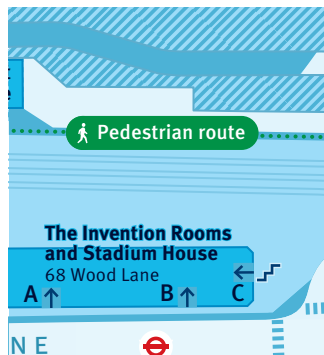 e
Pedestrian route
The Invention Rooms
and Stadium House
68 Wood Lane
A B C
N E